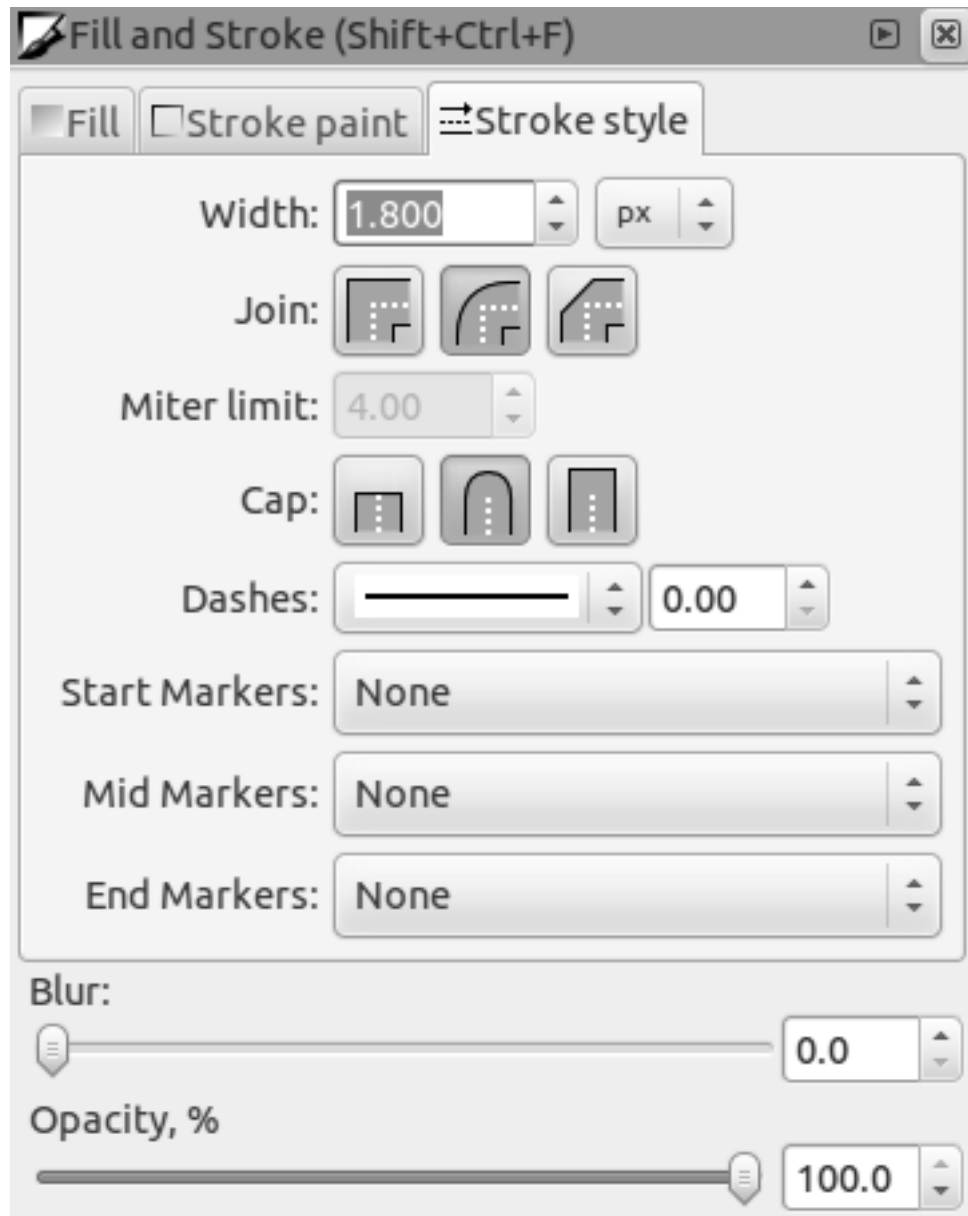 Fill and Stroke (Shift+Ctrl+F)
Fill Stroke paint Stroke style
Width: 1.800 px
Join:
Miter limit: 4.00
Cap:
Dashes: 0.00
Start Markers: None
Mid Markers: None
End Markers: None
Blur:
0.0
Opacity, %
100.0